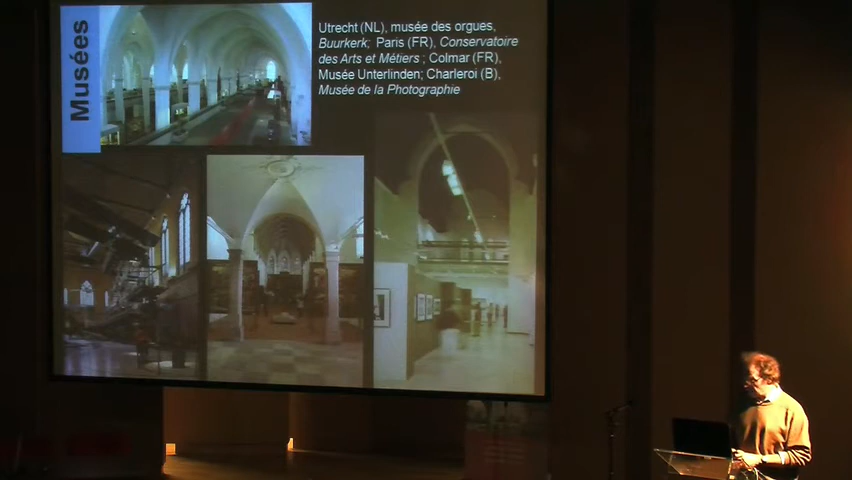 Musées
Utrecht (NL), musée des orgues,
Buurkerk; Paris (FR), Conservatoire
des Arts et Métiers ; Colmar (FR),
Musée Unterlinden; Charleroi (B),
Musée de la Photographie